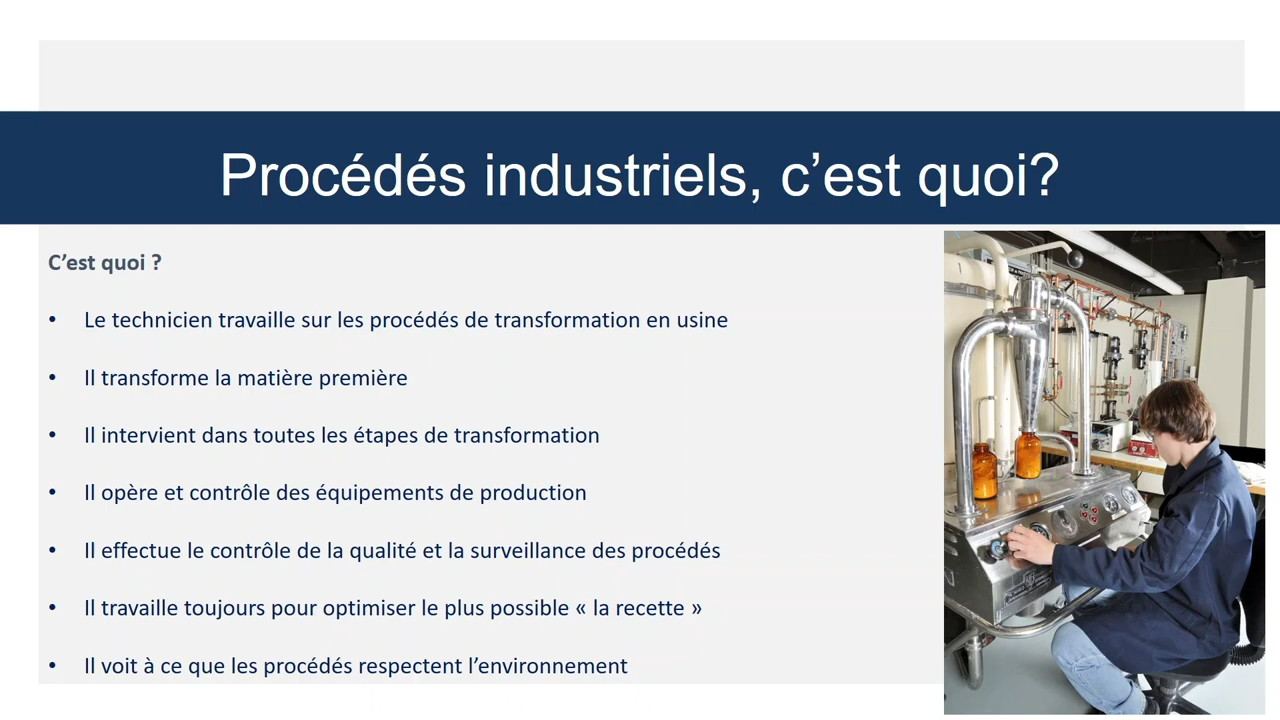 Procédés industriels, c’est quoi?
C’est quoi ?
• Le technicien travaille sur les procédés de transformation en usine
• Il transforme la matière première
• Il intervient dans toutes les étapes de transformation
• Il opère et contrôle des équipements de production
• Il effectue le contrôle de la qualité et la surveillance des procédés
• Il travaille toujours pour optimiser le plus possible « la recette »
• Il voit à ce que les procédés respectent l’environnement